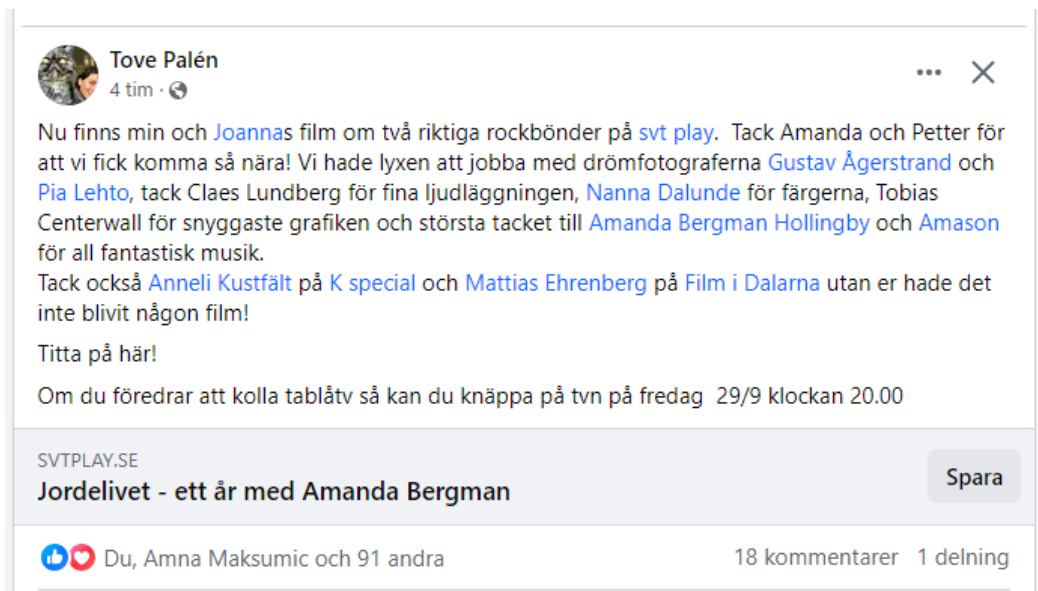 Tove Palén
4 tim ·
Nu finns min och Joannas film om två riktiga rockbönder på svt play.  Tack Amanda och Petter för
att vi fick komma så nära! Vi hade lyxen att jobba med drömfotograferna Gustav Ågerstrand och
Pia Lehto, tack Claes Lundberg för fina ljudläggningen, Nanna Dalunde för färgerna, Tobias
Centerwall för snyggaste grafiken och största tacket till Amanda Bergman Hollingby och Amason
för all fantastisk musik.
Tack också Anneli Kustfält på K special och Mattias Ehrenberg på Film i Dalarna utan er hade det
inte blivit någon film!
Titta på här!
Om du föredrar att kolla tablåtv så kan du knäppa på tvn på fredag  29/9 klockan 20.00
SVTPLAY.SE
Jordelivet - ett år med Amanda Bergman
Spara
Du, Amna Maksumic och 91 andra
18 kommentarer 1 delning